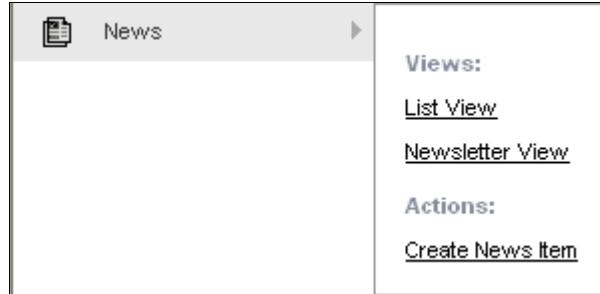 News
Views:
List View
Newsletter View
Actions:
Create News Item